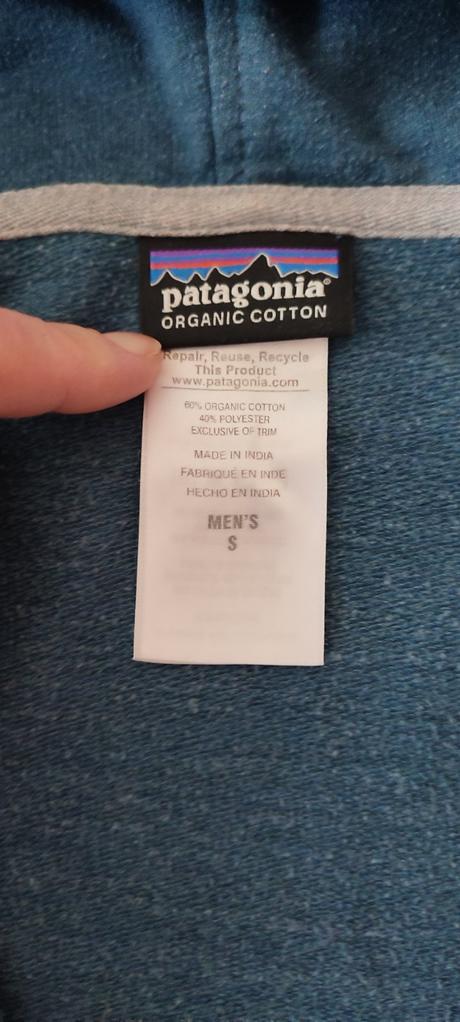 patagonia®
ORGANIC COTTON
Repair, Reuse, Recycle
This Product
www.patagonia.com
60% ORGANIC COTTON
40% POLYESTER
EXCLUSIVE OF TRIM
MADE IN INDIA
FABRIQUÉ EN INDE
HECHO EN INDIA
MEN'S
S